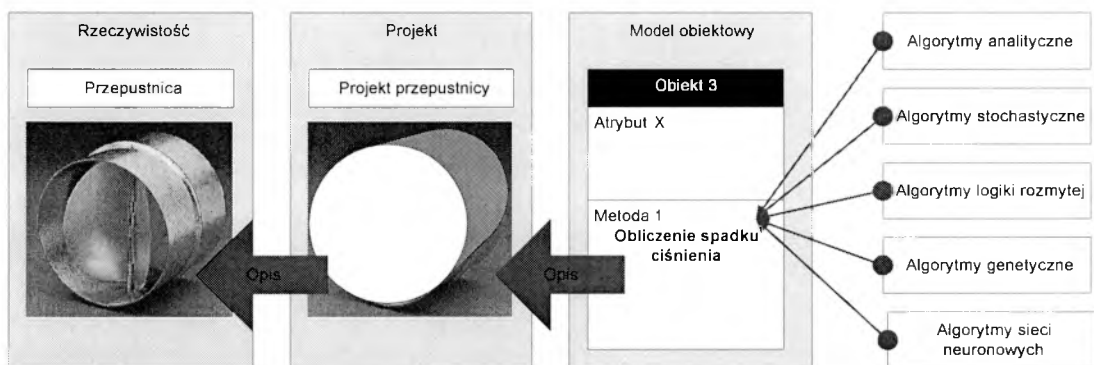 Rzeczywistość
Przepustnica
Opis
Projekt
Projekt przepustnicy
Opis
Model obiektowy
Obiekt 3
Atrybut X
Metoda 1
Obliczenie spadku
ciśnienia
Algorytmy analityczne
Algorytmy stochastyczne
Algorytmy logiki rozmytej
Algorytmy genetyczne
Algorytmy sieci
neuronowych